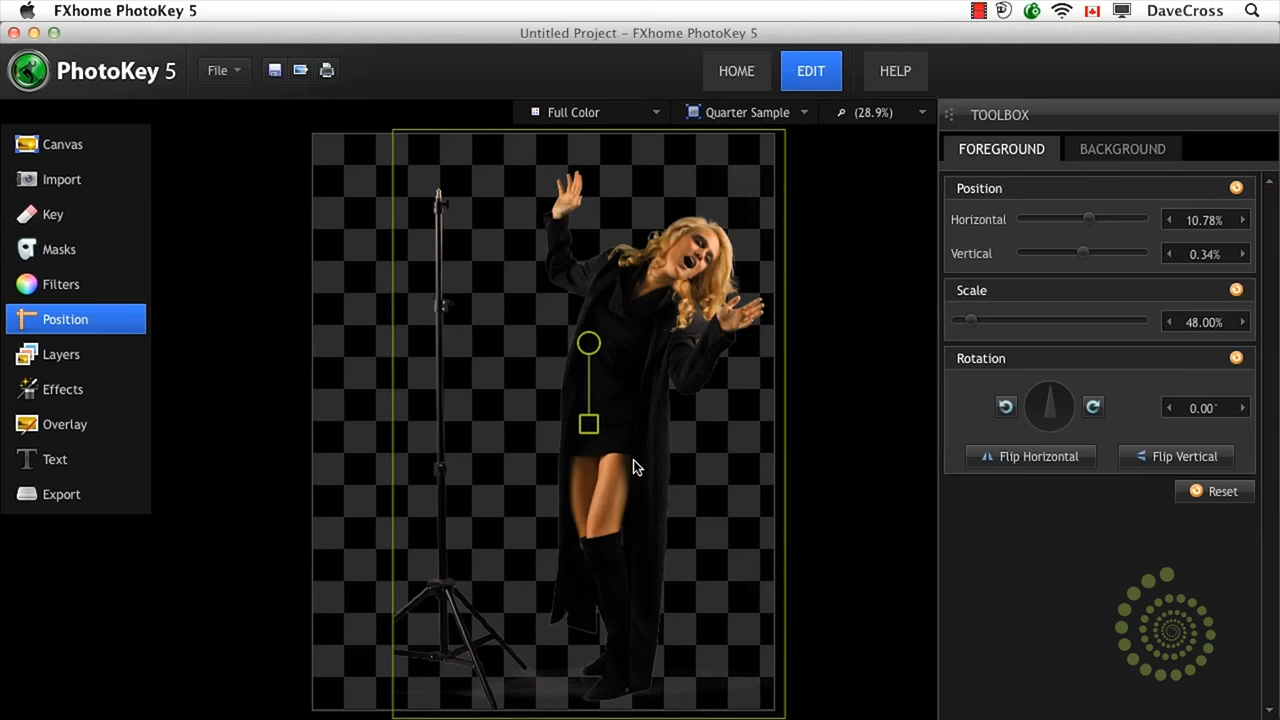 FXhome PhotoKey 5
DaveCross
Untitled Project – FXhome PhotoKey 5
PhotoKey 5
File
HOME
EDIT
HELP
Full Color
Quarter Sample
(28.9%)
TOOLBOX
FOREGROUND
BACKGROUND
Canvas
Import
Key
Masks
Filters
Position
Layers
Effects
Overlay
Text
Export
Position
Horizontal
10.78%
Vertical
0.34%
Scale
48.00%
Rotation
0.00°
Flip Horizontal
Flip Vertical
Reset